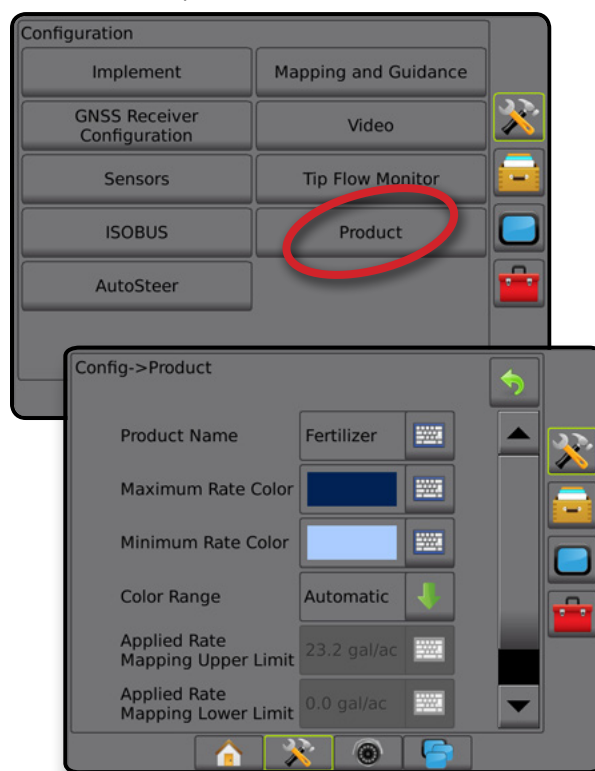 Configuration
Implement
Mapping and Guidance
GNSS Receiver
Configuration
Video
Sensors
Tip Flow Monitor
ISOBUS
Product
AutoSteer
Config->Product
Product Name
Fertilizer
Maximum Rate Color
Minimum Rate Color
Color Range
Automatic
Applied Rate
Mapping Upper Limit
23.2 gal/ac
Applied Rate
Mapping Lower Limit
0.0 gal/ac